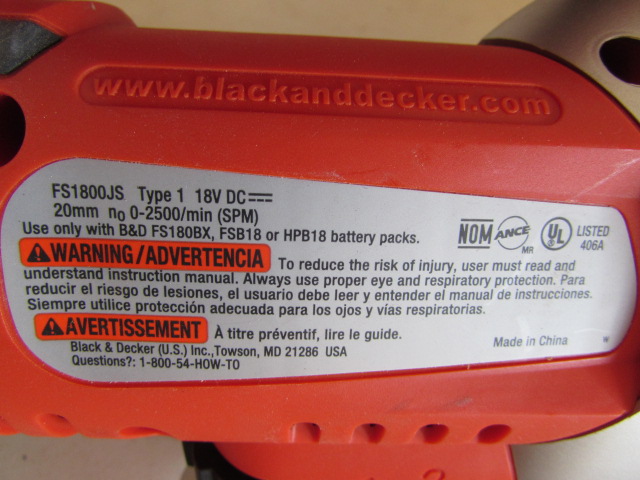 www.blackanddecker.com
FS1800JS Type 1 18V DC
20mm n0 0-2500/min (SPM)
Use only with B&D FS180BX, FSB18 or HPB18 battery packs.
NOM ANCE MR UL LISTED 406A
WARNING/ADVERTENCIA To reduce the risk of injury, user must read and
understand instruction manual. Always use proper eye and respiratory protection. Para
reducir el riesgo de lesiones, el usuario debe leer y entender el manual de instrucciones.
Siempre utilice protección adecuada para los ojos y vías respiratorias.
AVERTISSEMENT À titre préventif, lire le guide.
Black & Decker (U.S.) Inc., Towson, MD 21286 USA
Made in China W
Questions?: 1-800-54-HOW-TO